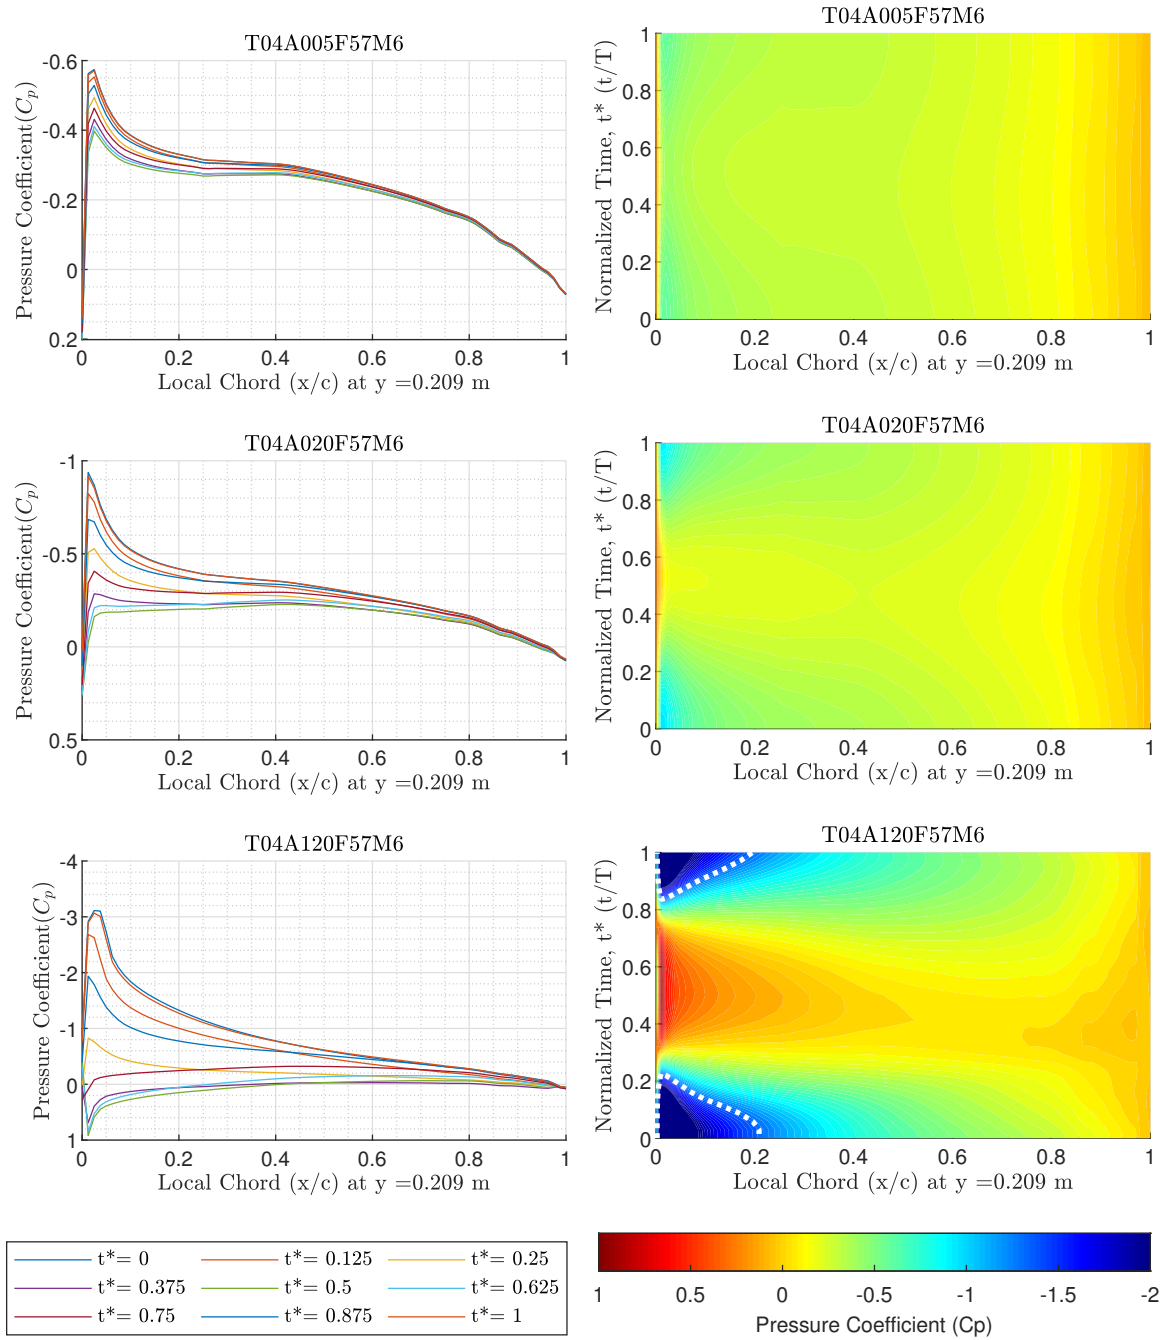 T04A005F57M6
-0.6
-0.4
-0.2
0
0.2
Pressure Coefficient(Cp)
0 0.2 0.4 0.6 0.8 1
Local Chord (x/c) at y =0.209 m
T04A005F57M6
1
0.8
0.6
0.4
0.2
0
Normalized Time, t* (t/T)
0 0.2 0.4 0.6 0.8 1
Local Chord (x/c) at y =0.209 m
T04A020F57M6
-1
-0.5
0
0.5
Pressure Coefficient(Cp)
0 0.2 0.4 0.6 0.8 1
Local Chord (x/c) at y =0.209 m
T04A020F57M6
1
0.8
0.6
0.4
0.2
0
Normalized Time, t* (t/T)
0 0.2 0.4 0.6 0.8 1
Local Chord (x/c) at y =0.209 m
T04A120F57M6
-4
-3
-2
-1
0
1
Pressure Coefficient(Cp)
0 0.2 0.4 0.6 0.8 1
Local Chord (x/c) at y =0.209 m
T04A120F57M6
1
0.8
0.6
0.4
0.2
0
Normalized Time, t* (t/T)
0 0.2 0.4 0.6 0.8 1
Local Chord (x/c) at y =0.209 m
t*= 0 t*= 0.125 t*= 0.25
t*= 0.375 t*= 0.5 t*= 0.625
t*= 0.75 t*= 0.875 t*= 1
1 0.5 0 -0.5 -1 -1.5 -2
Pressure Coefficient (Cp)